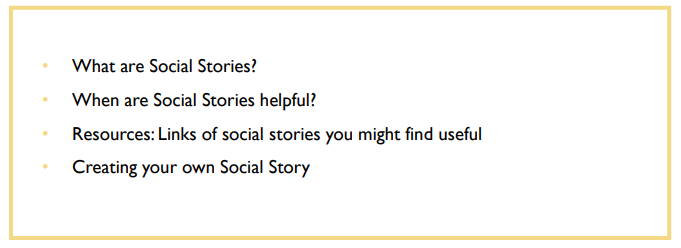 • What are Social Stories?
• When are Social Stories helpful?
• Resources: Links of social stories you might find useful
• Creating your own Social Story